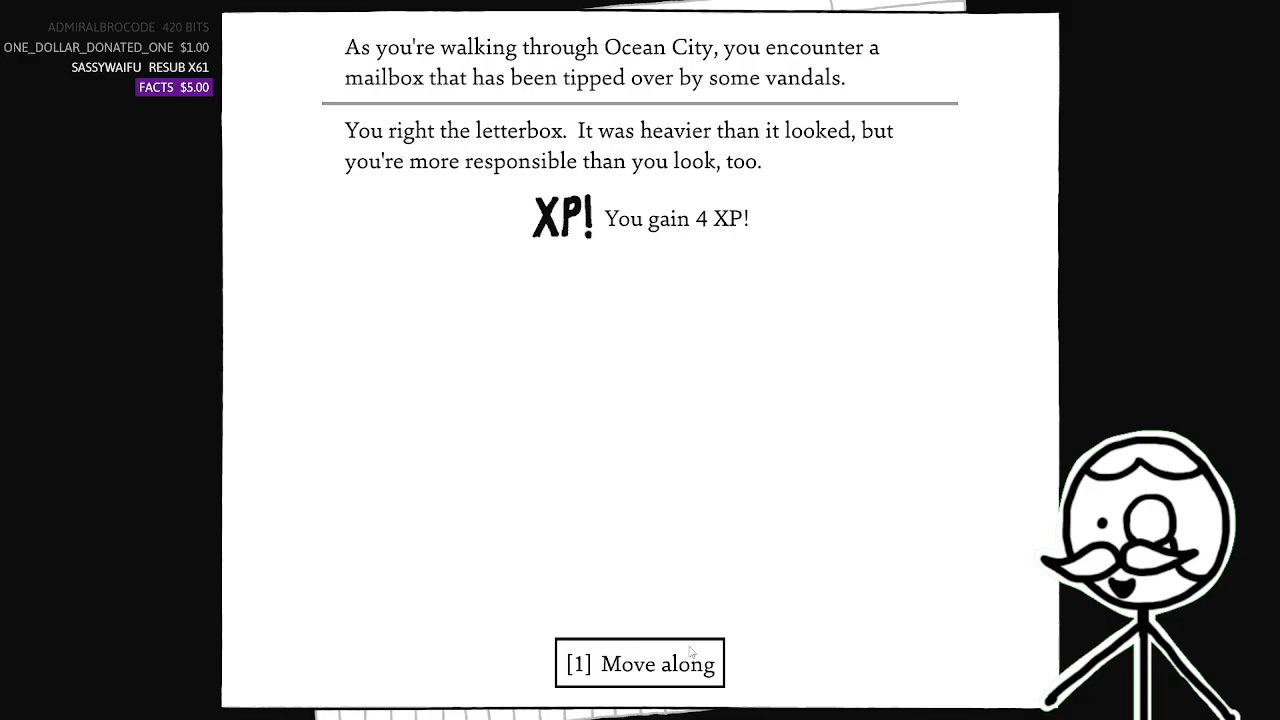 ADMIRALBROCODE 420 BITS
ONE_DOLLAR_DONATED_ONE $1.00
SASSYWAIFU RESUB X61
FACTS $5.00
As you're walking through Ocean City, you encounter a
mailbox that has been tipped over by some vandals.
You right the letterbox. It was heavier than it looked, but
you're more responsible than you look, too.
XP! You gain 4 XP!
[1] Move along